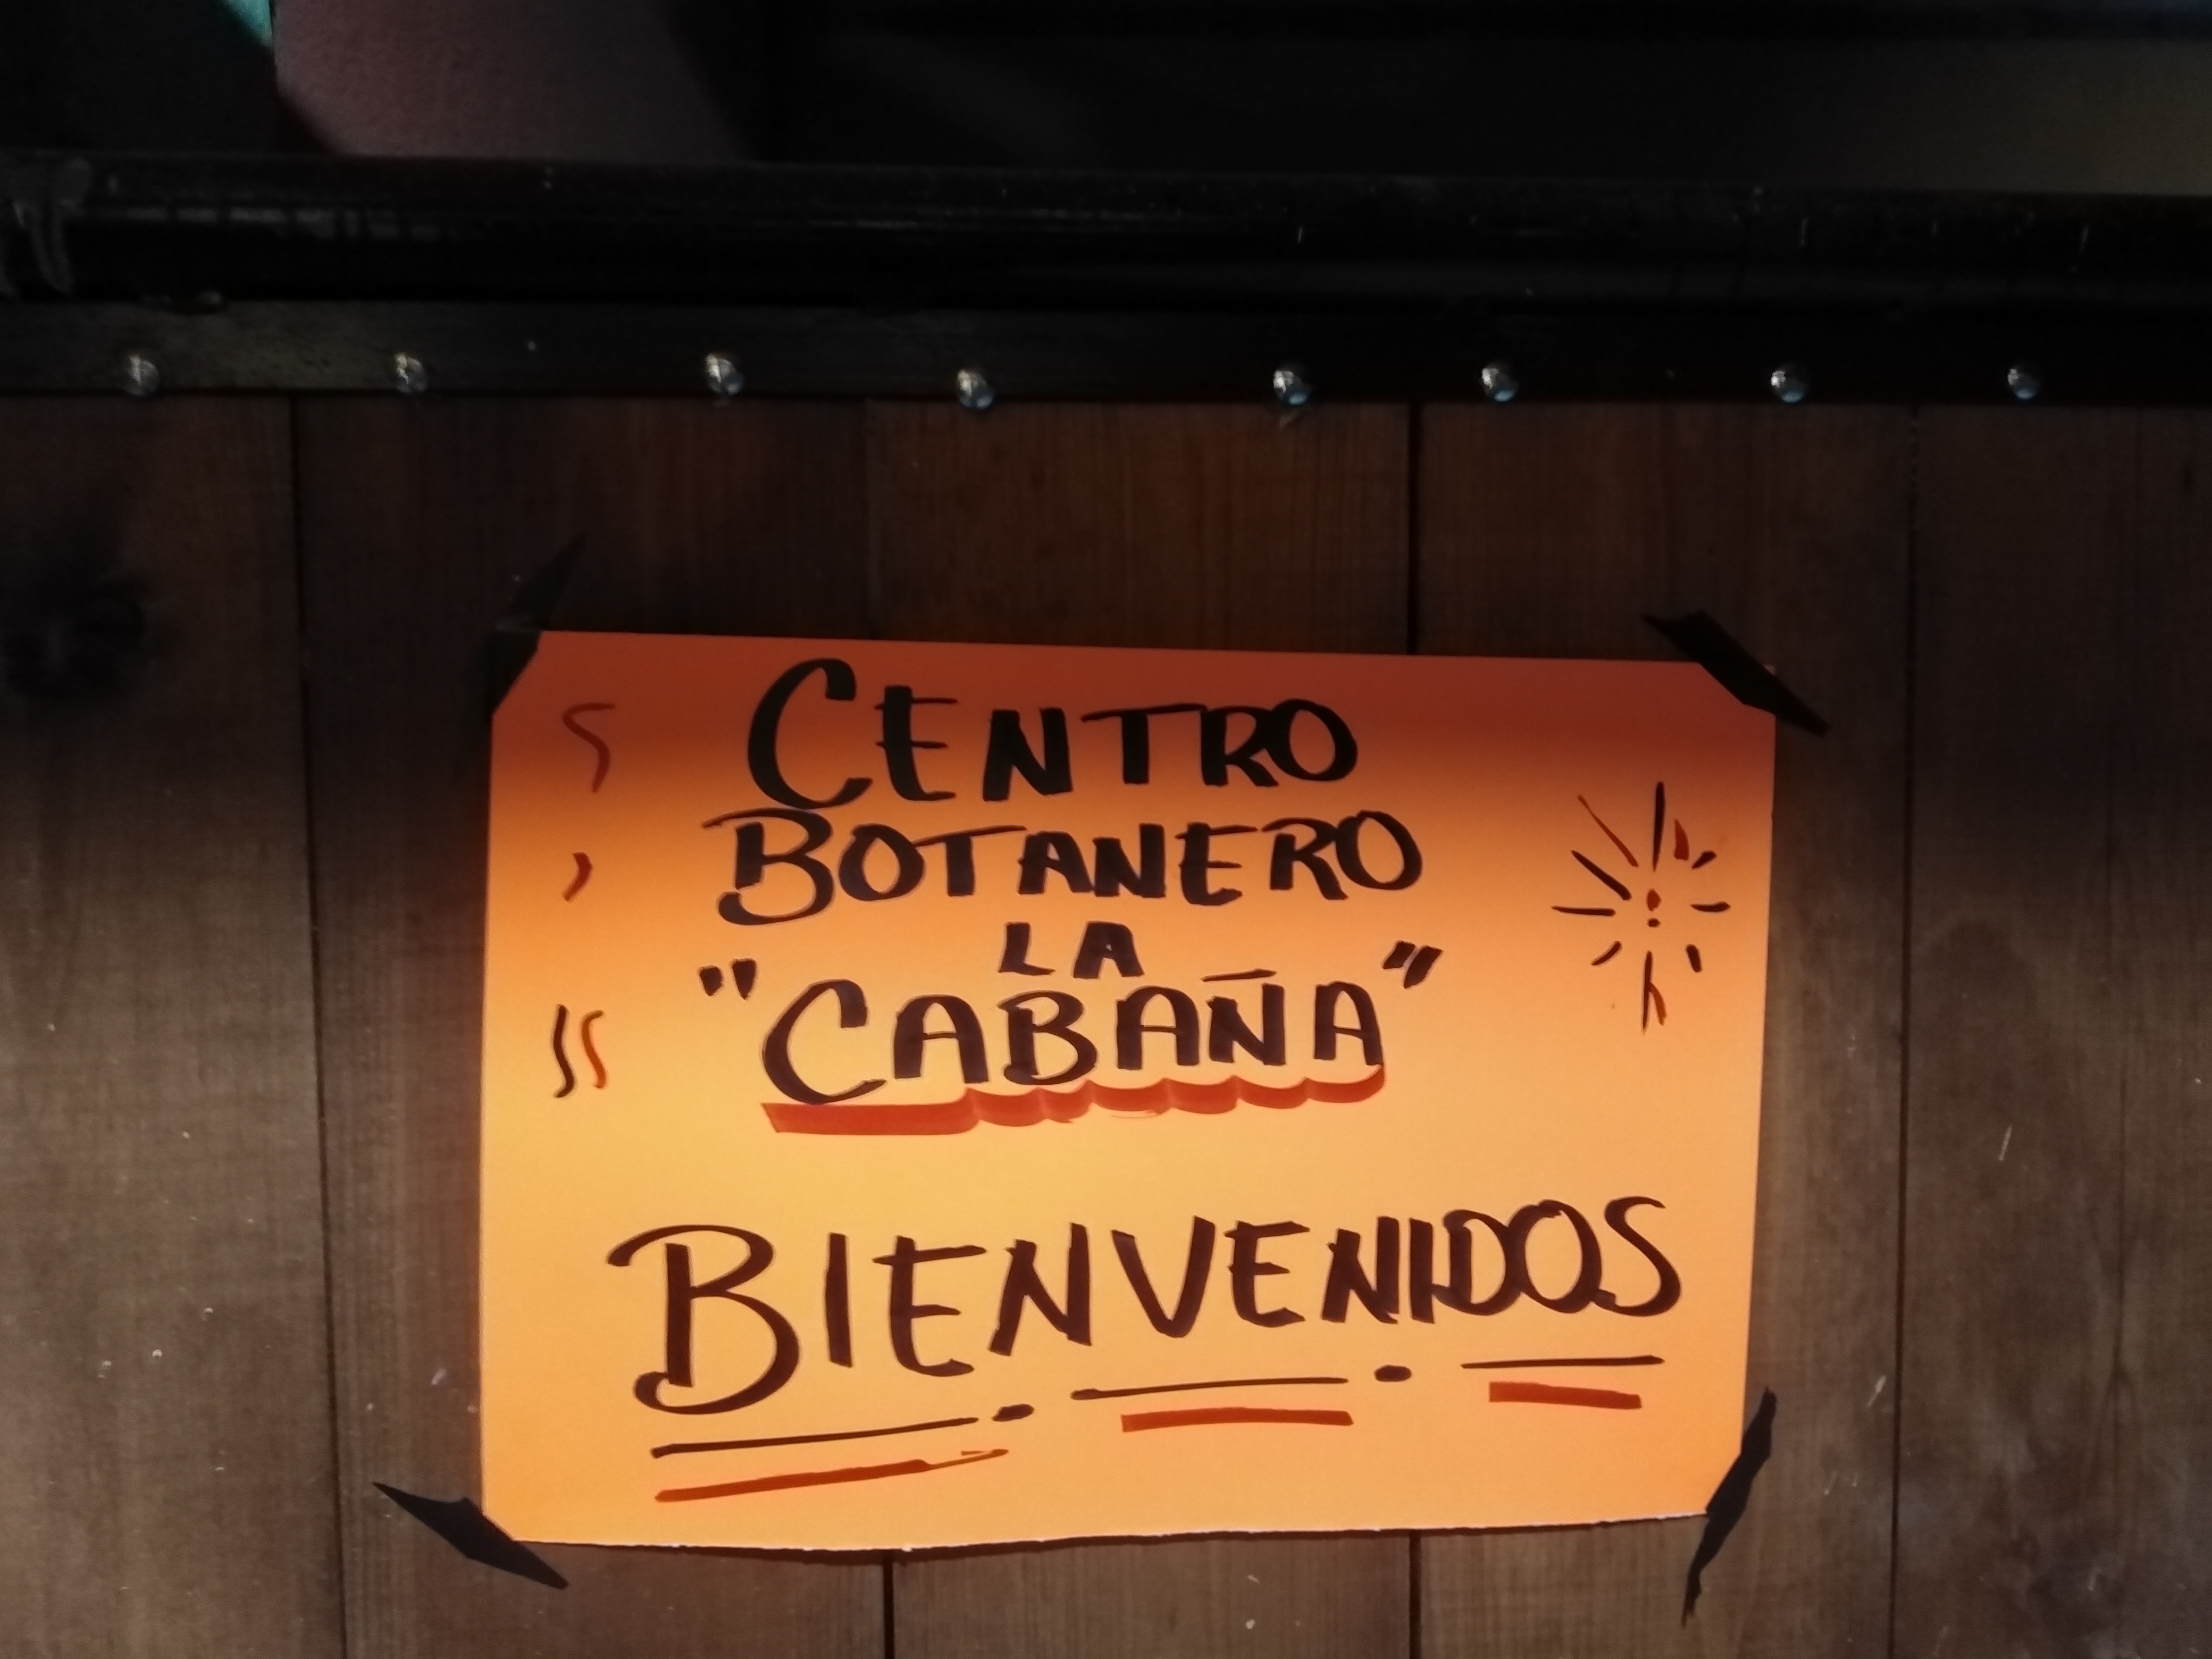 CENTRO
BOTANERO
LA
"CABAÑA"
BIENVENIDOS